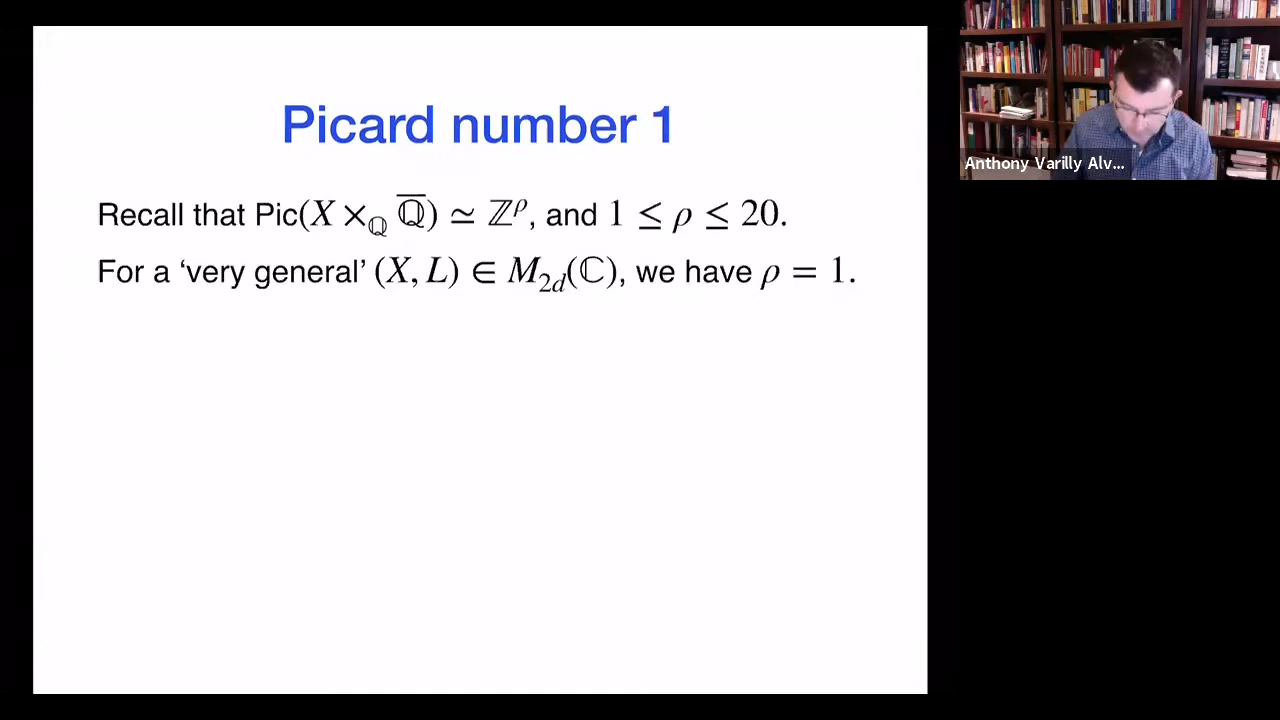 Picard number 1
Recall that Pic(X ×_ℚ ℚ̅) ≃ ℤ^ρ, and 1 ≤ ρ ≤ 20.
For a ‘very general’ (X, L) ∈ M_{2d}(ℂ), we have ρ = 1.
Anthony Varilly Alv...